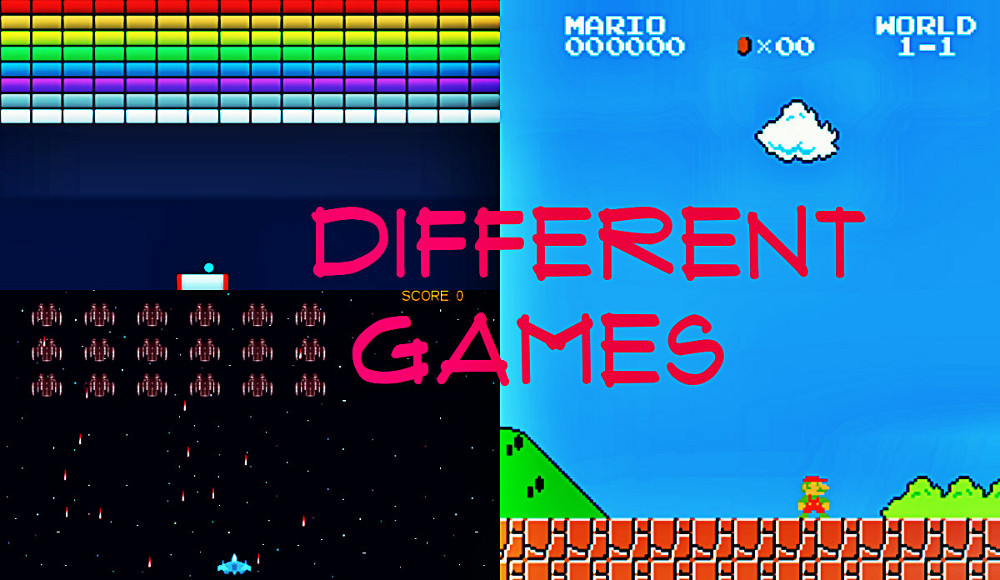 MARIO
000000
×00
WORLD
1-1
DIFFERENT
GAMES
SCORE: 0